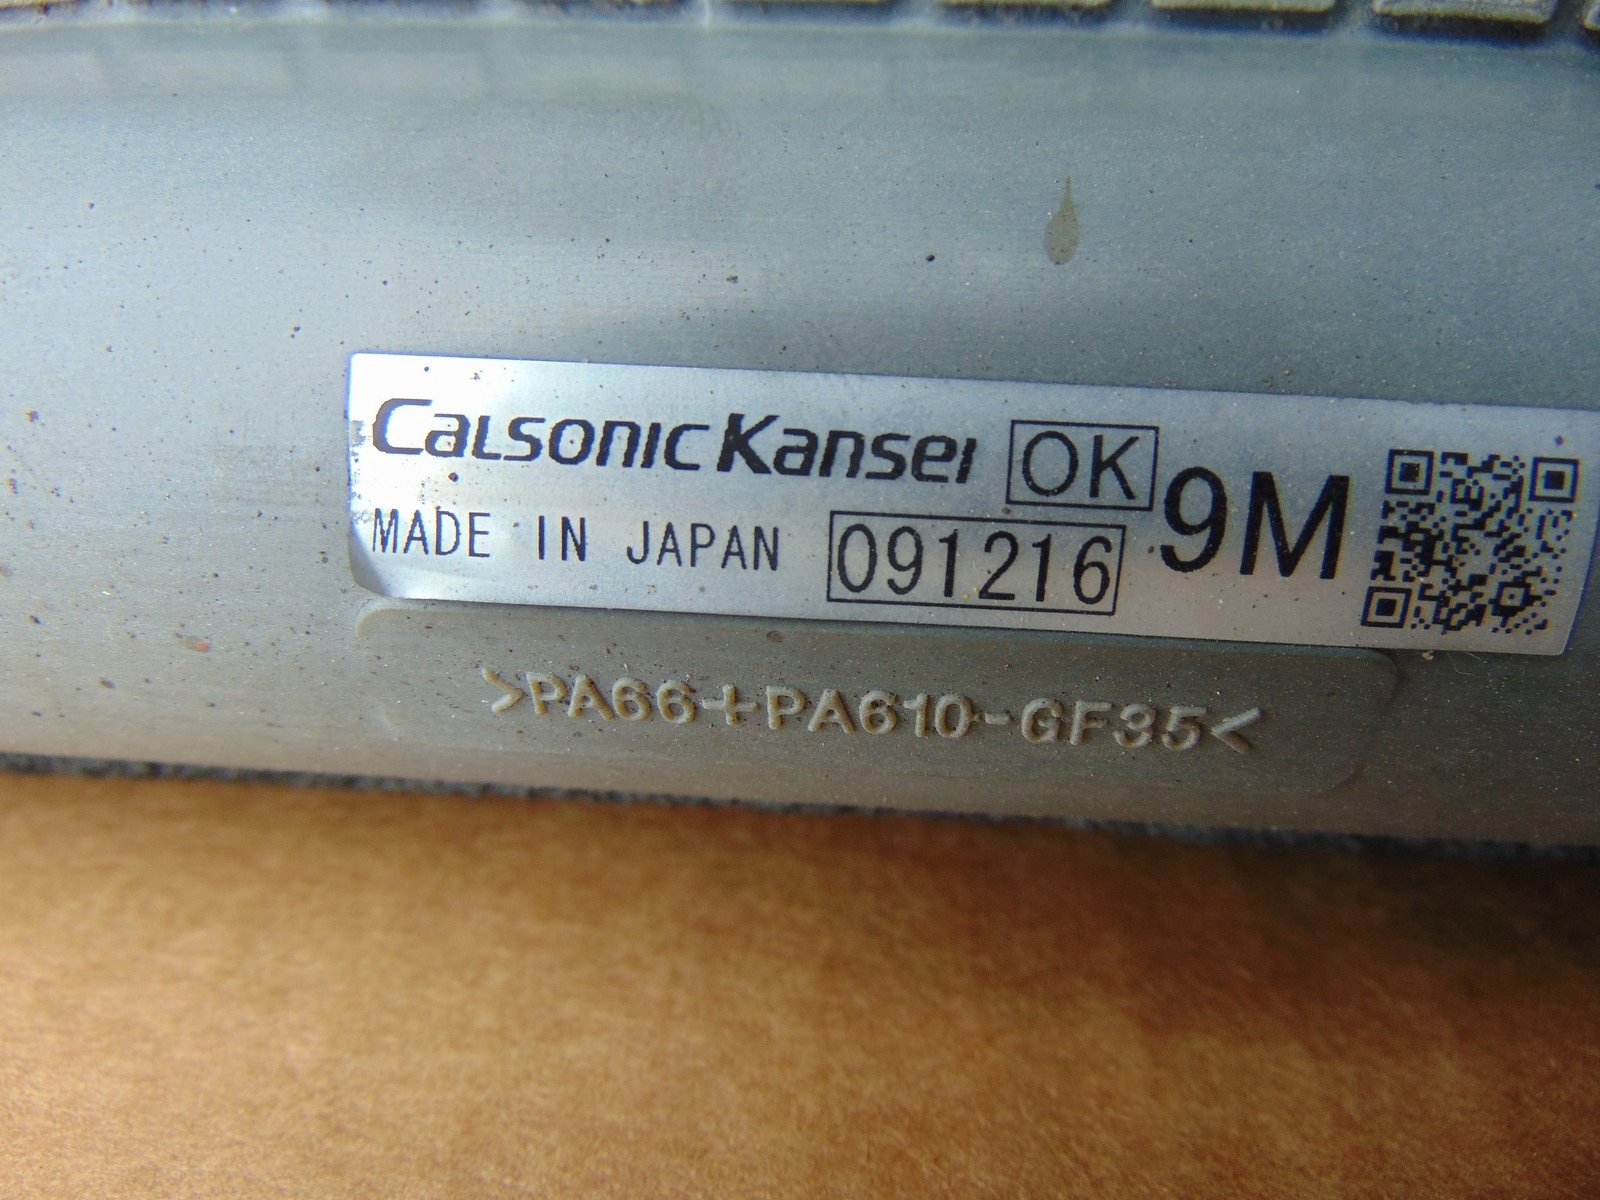 CalsonicKansei OK 9M
MADE IN JAPAN 091216
>PA66+PA610-GF35<